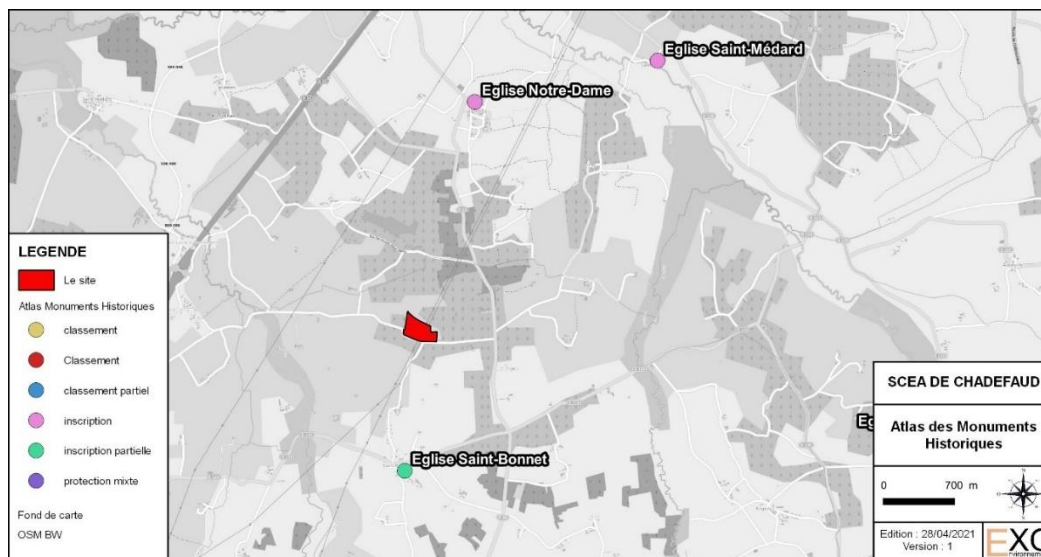 Eglise Saint-Médard
Eglise Notre-Dame
Eglise Saint-Bonnet
Eg
LEGENDE
Le site
Atlas Monuments Historiques
classement
Classement
classement partiel
inscription
inscription partielle
protection mixte
Fond de carte
OSM BW
SCEA DE CHADEFAUD
Atlas des Monuments
Historiques
0 700 m
Edition : 28/04/2021
Version : 1